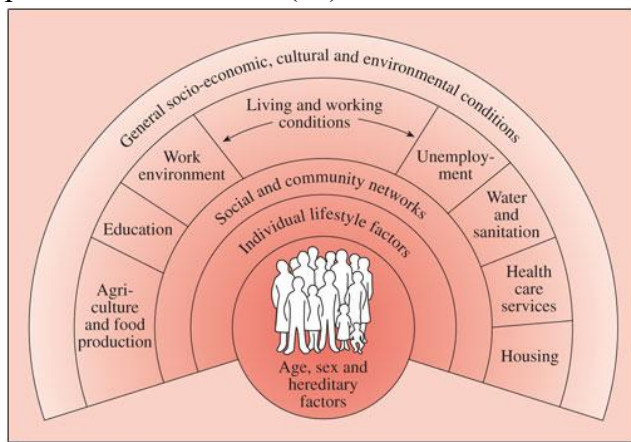 General socio-economic, cultural and environmental conditions
Living and working
conditions
Work
environment
Unemploy-
ment
Education
Water
and
sanitation
Agri-
culture
and food
production
Health
care
services
Housing
Social and community networks
Individual lifestyle factors
Age, sex and
hereditary
factors